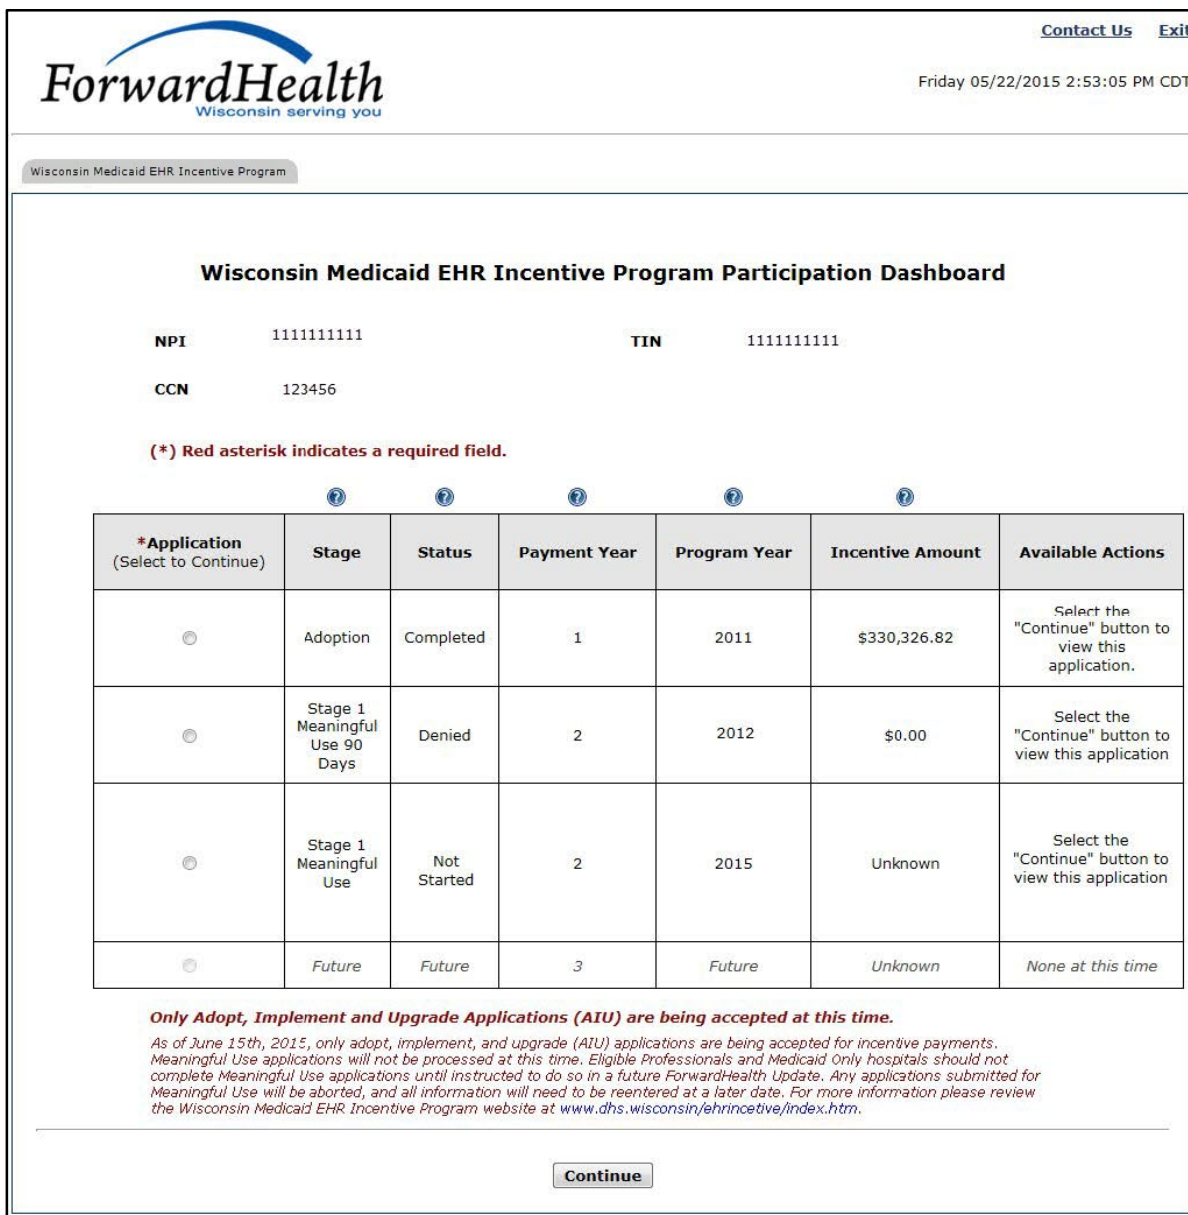 Contact Us Exit
ForwardHealth
Wisconsin serving you
Friday 05/22/2015 2:53:05 PM CDT
Wisconsin Medicaid EHR Incentive Program
Wisconsin Medicaid EHR Incentive Program Participation Dashboard
NPI 1111111111 TIN 1111111111
CCN 123456
(*) Red asterisk indicates a required field.
? ? ? ? ?
*Application
(Select to Continue)
Stage
Status
Payment Year
Program Year
Incentive Amount
Available Actions
Adoption
Completed
1
2011
$330,326.82
Select the
"Continue" button to
view this
application.
Stage 1
Meaningful
Use 90
Days
Denied
2
2012
$0.00
Select the
"Continue" button to
view this application
Stage 1
Meaningful
Use
Not
Started
2
2015
Unknown
Select the
"Continue" button to
view this application
Future
Future
3
Future
Unknown
None at this time
Only Adopt, Implement and Upgrade Applications (AIU) are being accepted at this time.
As of June 15th, 2015, only adopt, implement, and upgrade (AIU) applications are being accepted for incentive payments.
Meaningful Use applications will not be processed at this time. Eligible Professionals and Medicaid Only hospitals should not
complete Meaningful Use applications until instructed to do so in a future ForwardHealth Update. Any applications submitted for
Meaningful Use will be aborted, and all information will need to be reentered at a later date. For more information please review
the Wisconsin Medicaid EHR Incentive Program website at www.dhs.wisconsin/ehrincetive/index.htm.
Continue